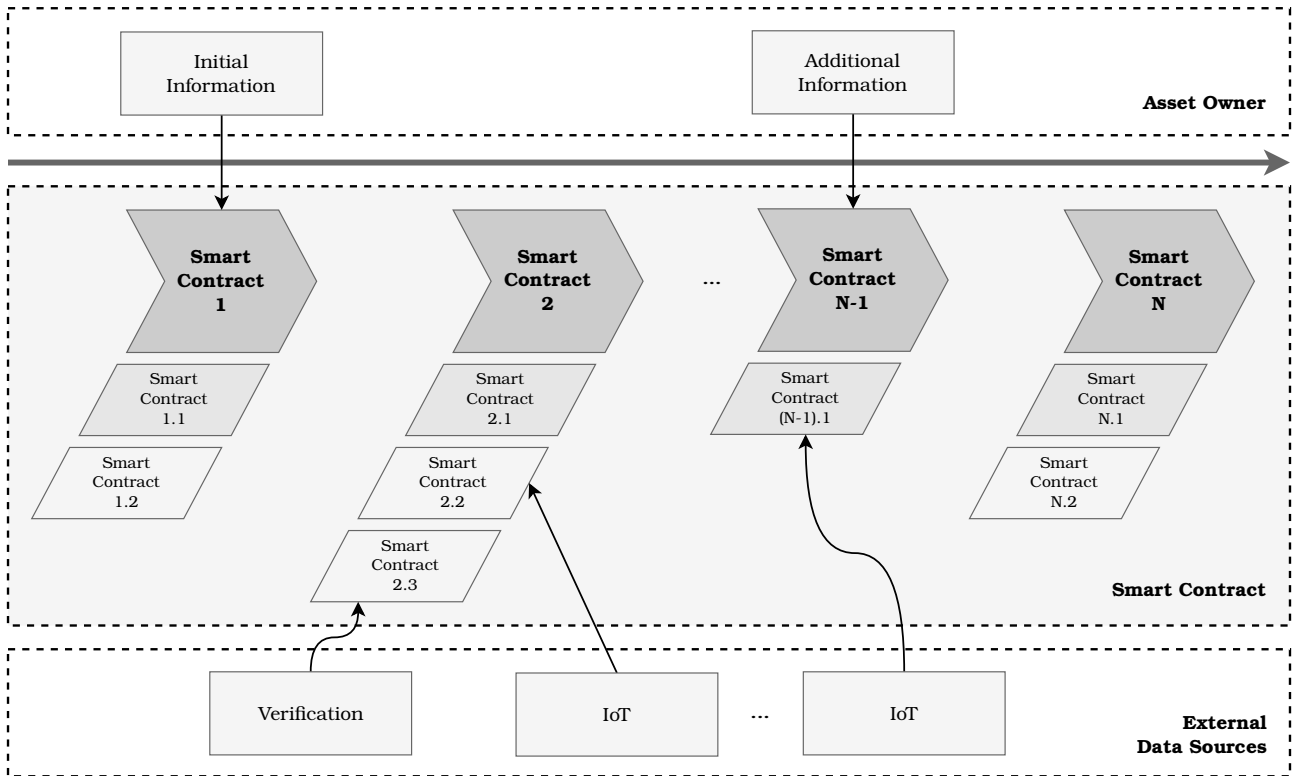 Initial
Information
Additional
Information
Asset Owner
Smart
Contract
1
Smart
Contract
2
...
Smart
Contract
N-1
Smart
Contract
N
Smart
Contract
1.1
Smart
Contract
2.1
Smart
Contract
(N-1).1
Smart
Contract
N.1
Smart
Contract
1.2
Smart
Contract
2.2
Smart
Contract
N.2
Smart
Contract
2.3
Smart Contract
Verification
IoT
...
IoT
External
Data Sources